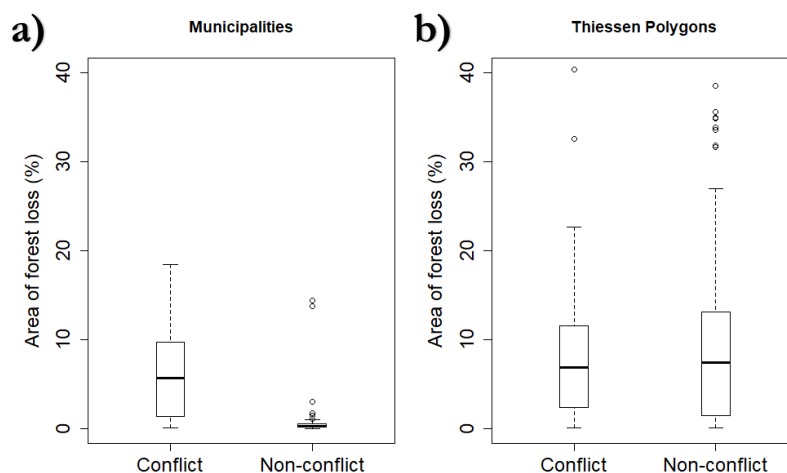 a)
Municipalities
Area of forest loss (%)
40
30
20
10
0
Conflict
Non-conflict
b)
Thiessen Polygons
Area of forest loss (%)
40
30
20
10
0
Conflict
Non-conflict